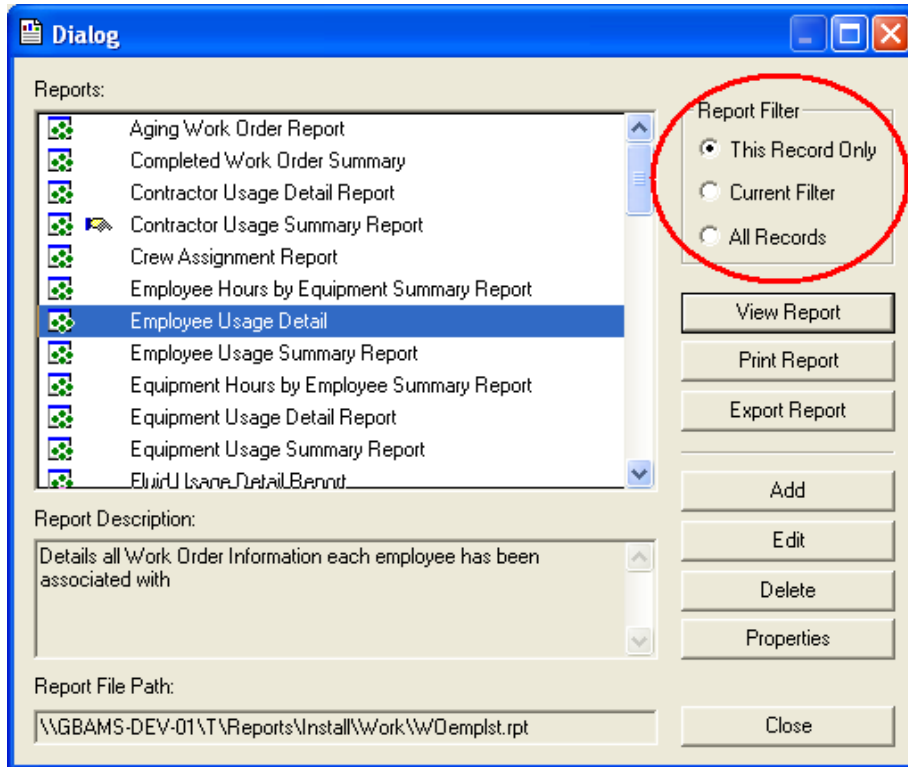 Dialog
Reports:
Aging Work Order Report
Completed Work Order Summary
Contractor Usage Detail Report
Contractor Usage Summary Report
Crew Assignment Report
Employee Hours by Equipment Summary Report
Employee Usage Detail
Employee Usage Summary Report
Equipment Hours by Employee Summary Report
Equipment Usage Detail Report
Equipment Usage Summary Report
Fluid Usage Detail Report
Report Filter
This Record Only
Current Filter
All Records
View Report
Print Report
Export Report
Add
Edit
Delete
Properties
Report Description:
Details all Work Order Information each employee has been
associated with
Report File Path:
\\GBAMS-DEV-01\T\Reports\Install\Work\WOemplst.rpt
Close